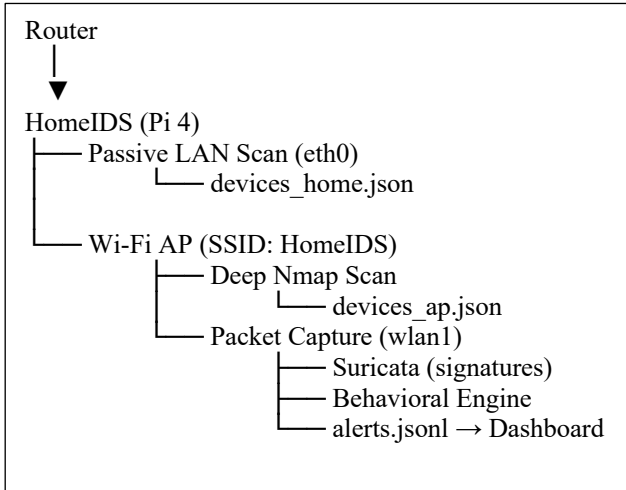 Router
HomeIDS (Pi 4)
Passive LAN Scan (eth0)
devices_home.json
Wi-Fi AP (SSID: HomeIDS)
Deep Nmap Scan
devices_ap.json
Packet Capture (wlan1)
Suricata (signatures)
Behavioral Engine
alerts.jsonl → Dashboard